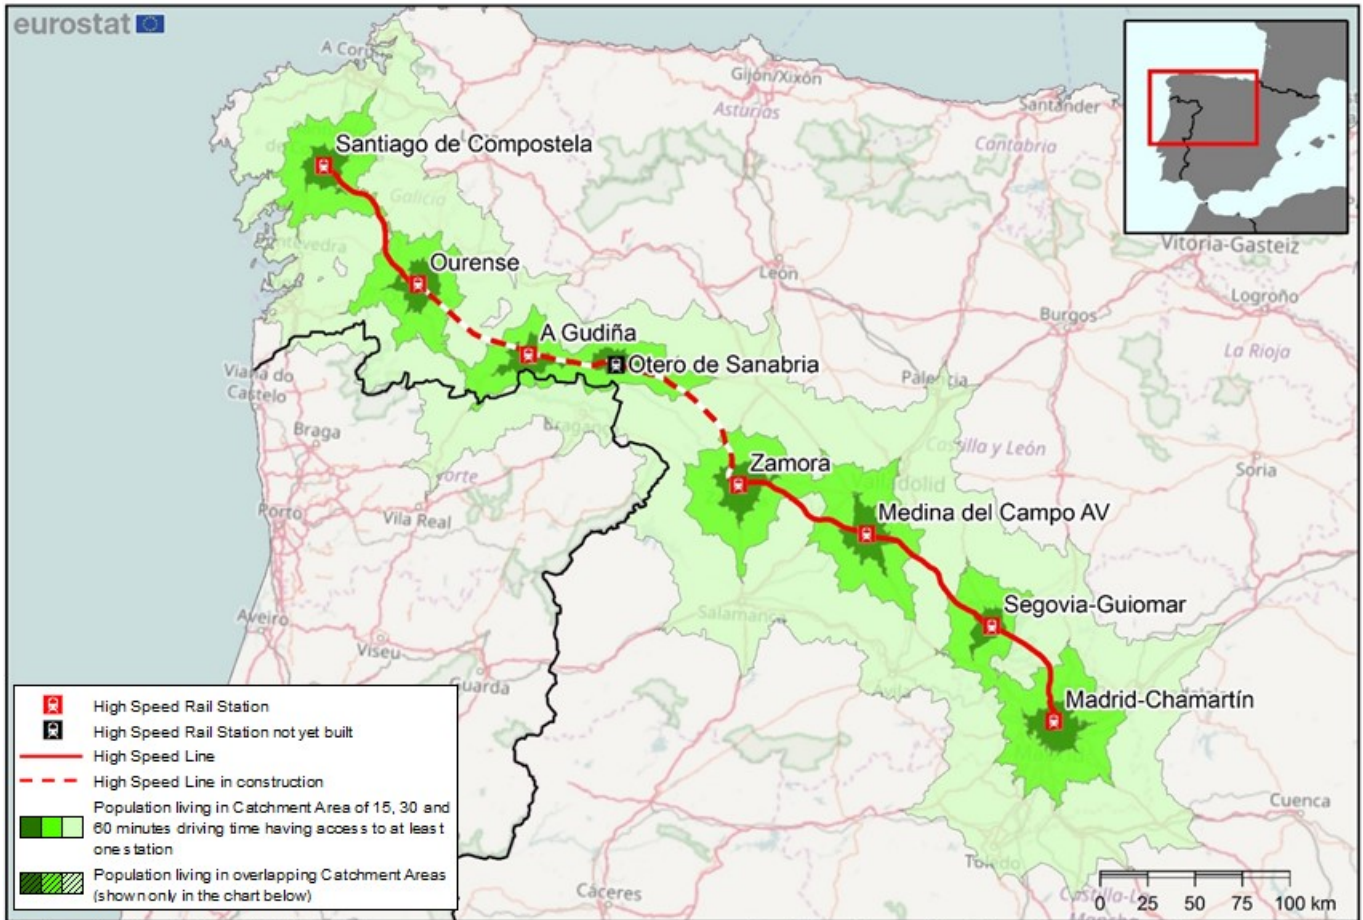 eurostat
A Coru
Gijón/Xixón
Asturias
Santander
Cantabria
Santiago de Compostela
Galicia
Vitoria-Gasteiz
Pontevedra
Ourense
León
Logroño
Burgos
A Gudiña
Otero de Sanabria
La Rioja
Viana do
Castelo
Palencia
Braga
Bragança
Castilla y León
Zamora
Soria
orte
Valladolid
Porto
Vila Real
Medina del Campo AV
Salamanca
Segovia-Guiomar
Aveiro
Viseu
Guarda
Ávila
Madrid-Chamartín
High Speed Rail Station
High Speed Rail Station not yet built
High Speed Line
High Speed Line in construction
Population living in Catchment Area of 15, 30 and
60 minutes driving time having access to at least
one station
Population living in overlapping Catchment Areas
(shown only in the chart below)
Cuenca
Toledo
Cáceres
Castilla-L
Mancha
0 25 50 75 100 km